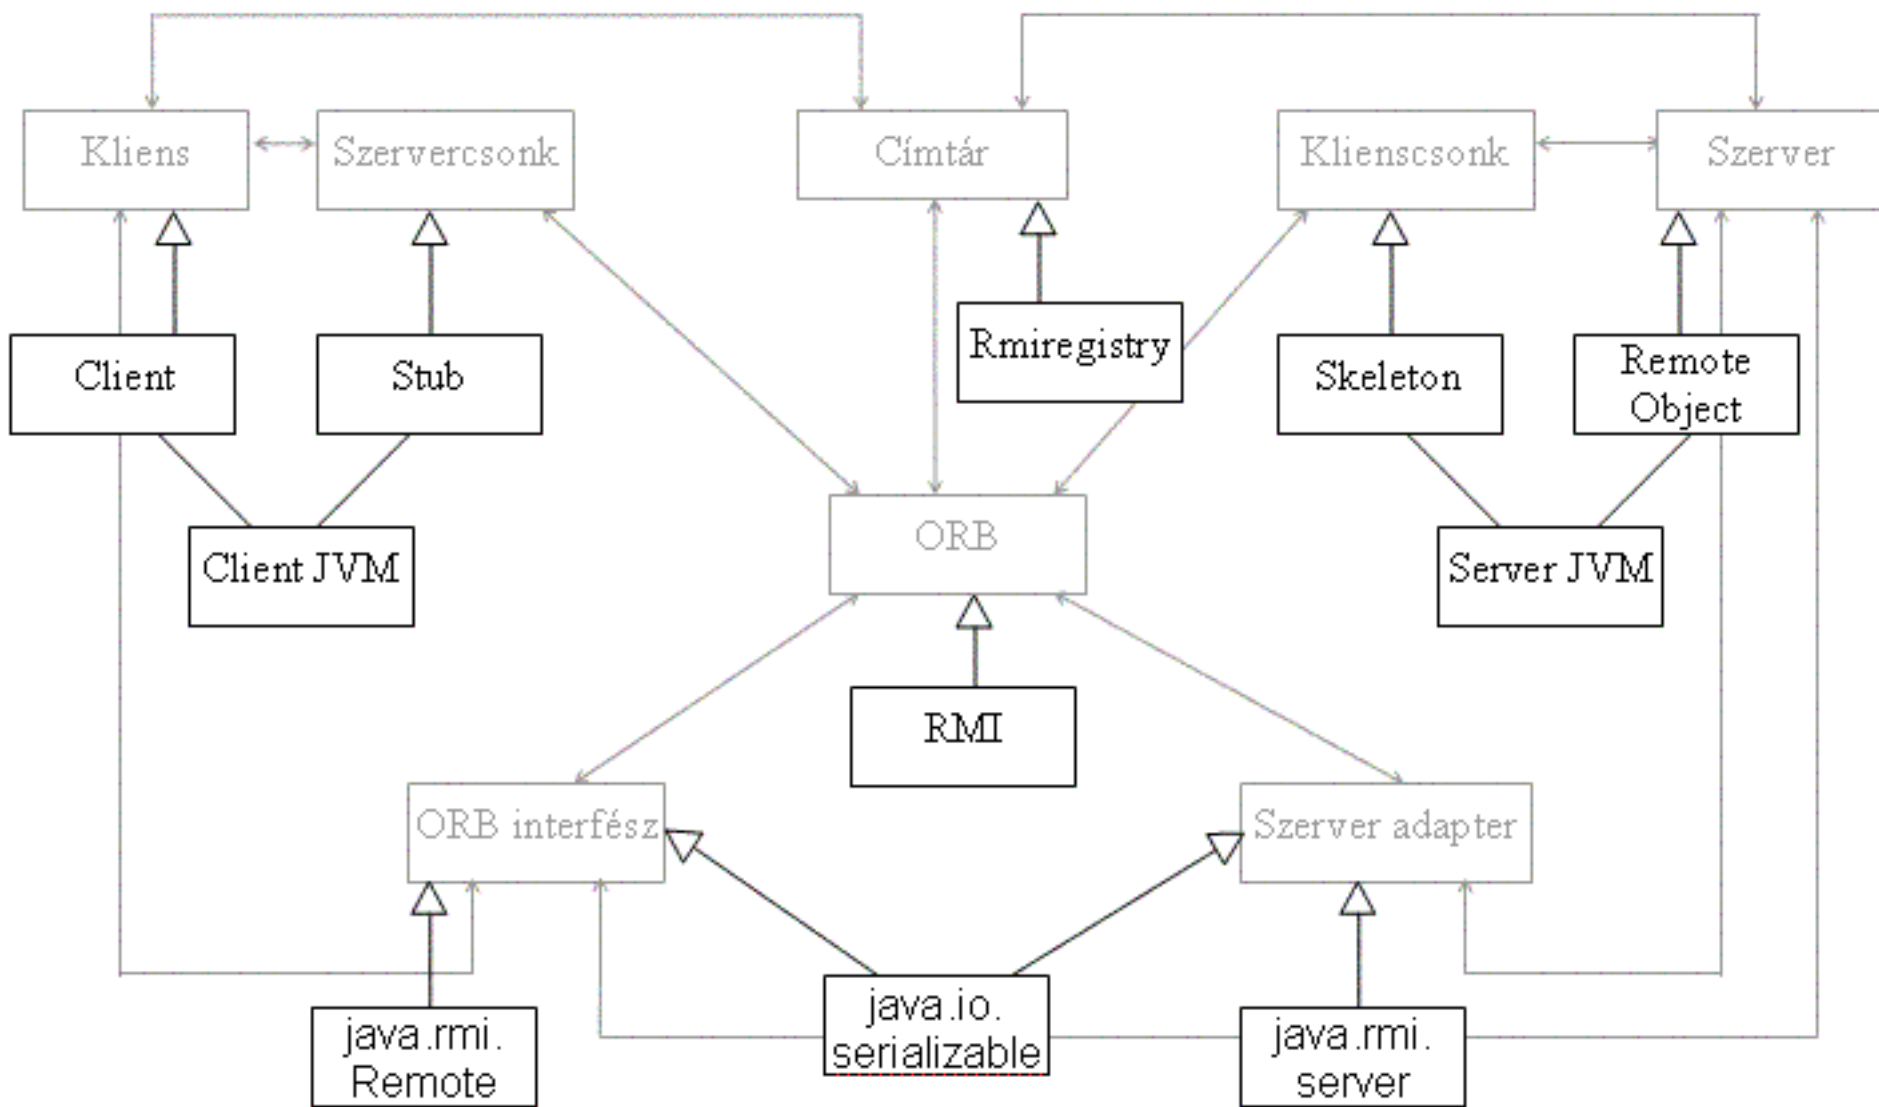 Kliens
Szervercsonk
Címtár
Klienscsonk
Szerver
Client
Stub
Rmiregistry
Skeleton
Remote
Object
ORB
Client JVM
Server JVM
RMI
ORB interfész
Szerver adapter
java.rmi.
Remote
java.io.
serializable
java.rmi.
server